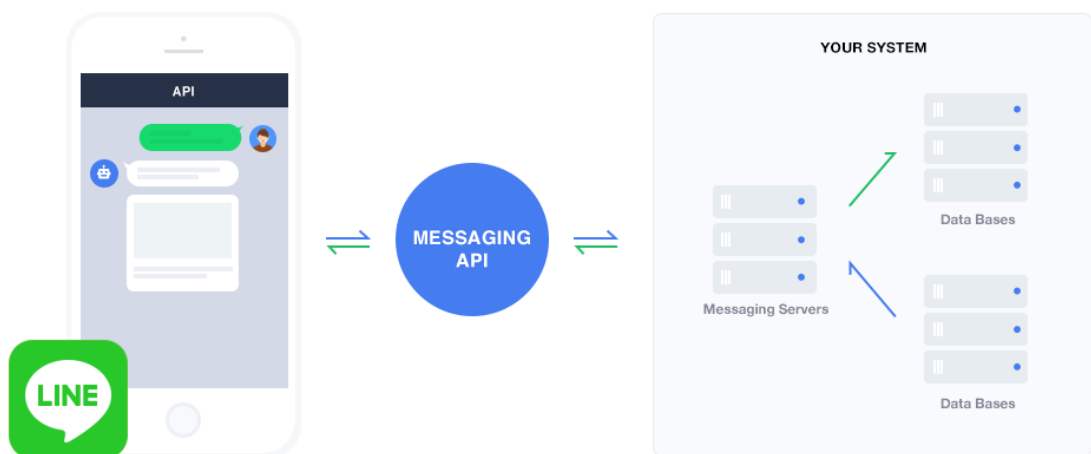 API
LINE
MESSAGING
API
YOUR SYSTEM
Messaging Servers
Data Bases
Data Bases